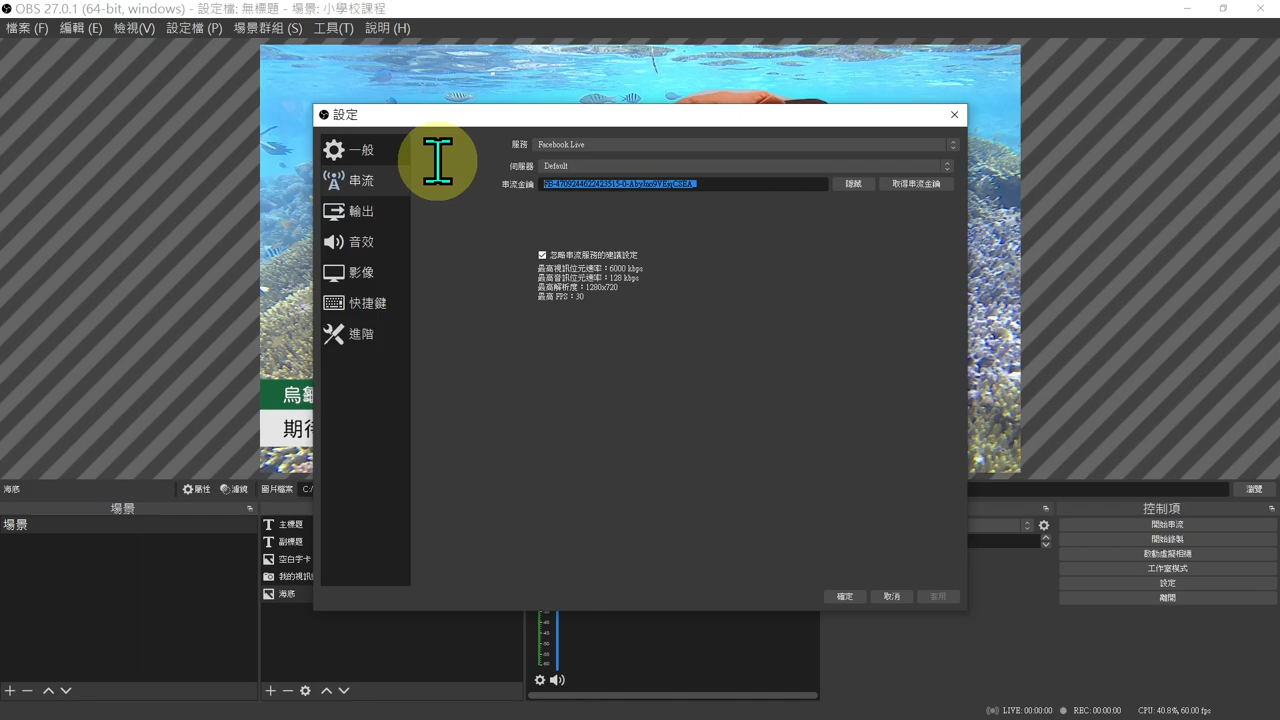 OBS 27.0.1 (64-bit, windows) - 設定檔: 無標題 - 場景: 小學校課程
檔案 (F) 編輯 (E) 檢視(V) 設定檔 (P) 場景群組 (S) 工具(T) 說明 (H)
設定
一般
串流
輸出
音效
影像
快捷鍵
進階
服務 Facebook Live
伺服器 Default
串流金鑰
隱藏 取得串流金鑰
忽略串流服務的建議設定
最高視訊位元速率：6000 kbps
最高音訊位元速率：128 kbps
最高解析度：1280x720
最高 FPS：30
確定 取消 套用
烏龜
期待
海底 屬性 濾鏡 圖片檔案 C:/ 瀏覽
場景
場景
主標題
副標題
空白字卡
我的視訊
海底
控制項
開始串流
開始錄製
啟動虛擬相機
工作室模式
設定
離開
LIVE: 00:00:00 REC: 00:00:00 CPU: 40.8%, 60.00 fps